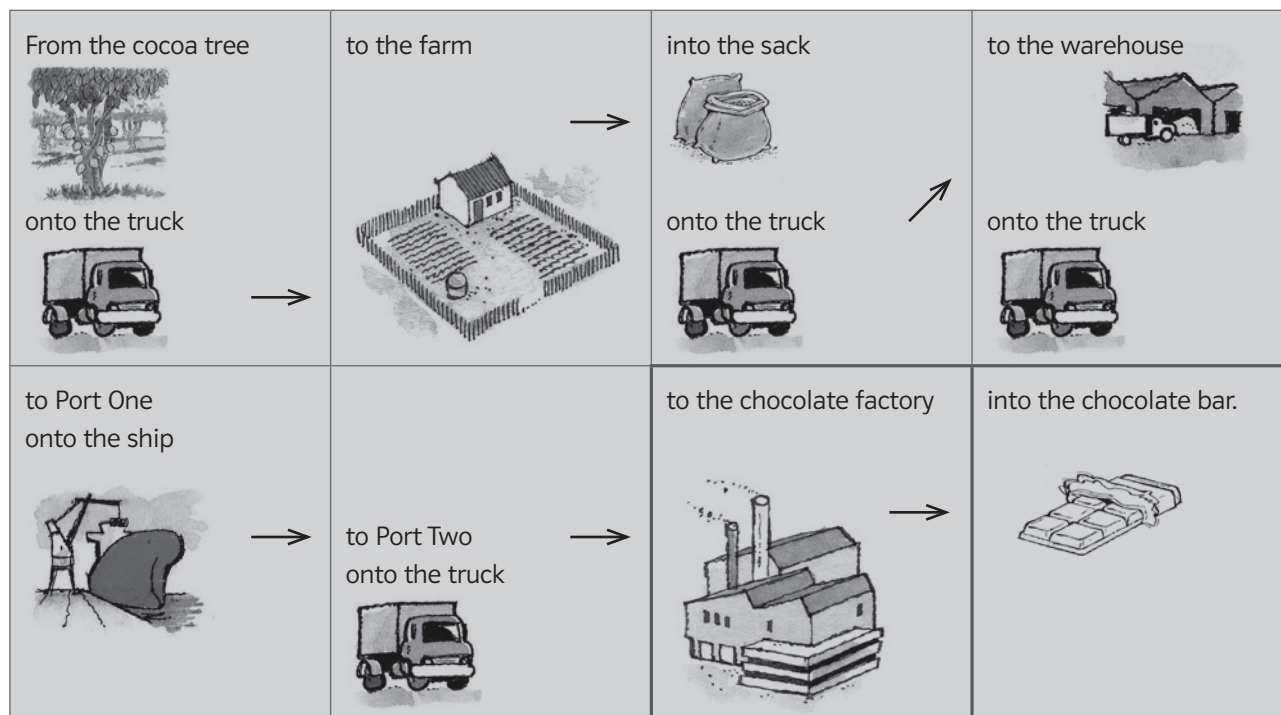 From the cocoa tree
onto the truck
to the farm
into the sack
onto the truck
to the warehouse
onto the truck
to Port One
onto the ship
to Port Two
onto the truck
to the chocolate factory
into the chocolate bar.